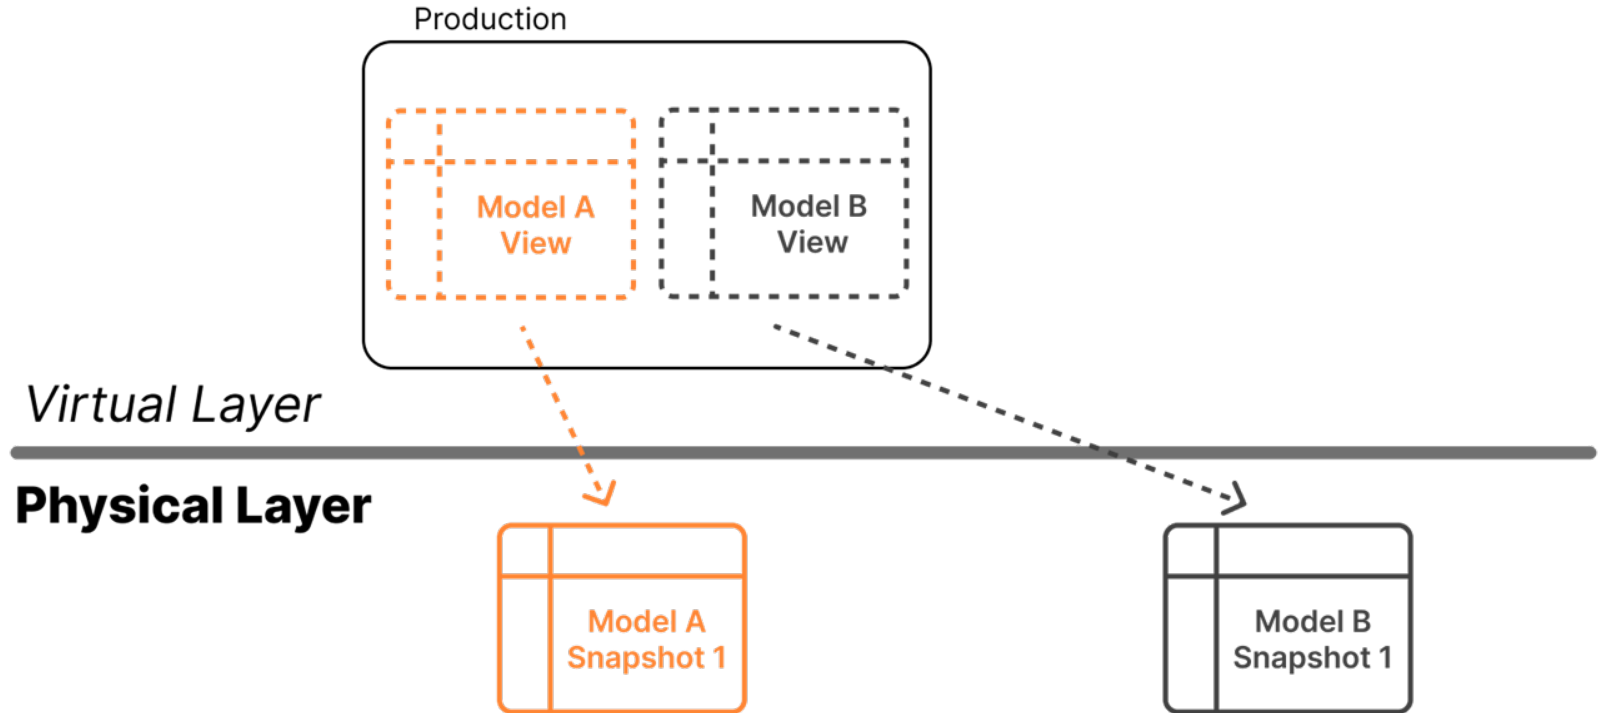 Production
Model A
View
Model B
View
Virtual Layer
Physical Layer
Model A
Snapshot 1
Model B
Snapshot 1